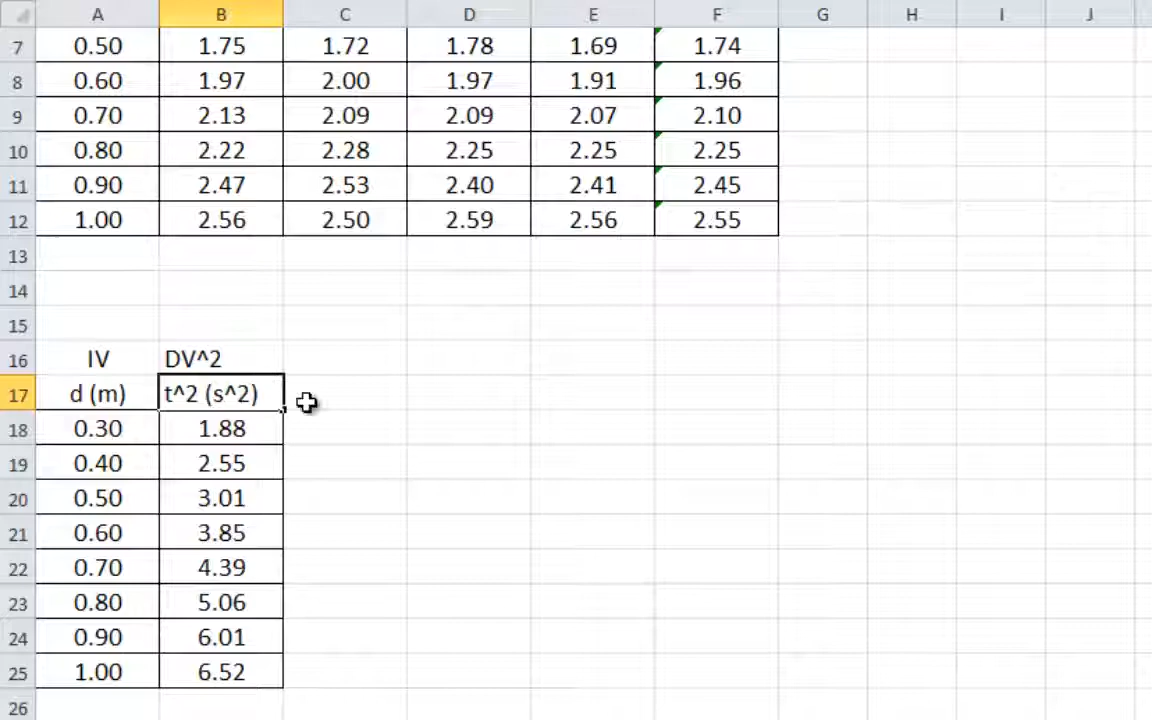 A B C D E F G H I J
7 0.50 1.75 1.72 1.78 1.69 1.74
8 0.60 1.97 2.00 1.97 1.91 1.96
9 0.70 2.13 2.09 2.09 2.07 2.10
10 0.80 2.22 2.28 2.25 2.25 2.25
11 0.90 2.47 2.53 2.40 2.41 2.45
12 1.00 2.56 2.50 2.59 2.56 2.55
13
14
15
16 IV DV^2
17 d (m) t^2 (s^2)
18 0.30 1.88
19 0.40 2.55
20 0.50 3.01
21 0.60 3.85
22 0.70 4.39
23 0.80 5.06
24 0.90 6.01
25 1.00 6.52
26